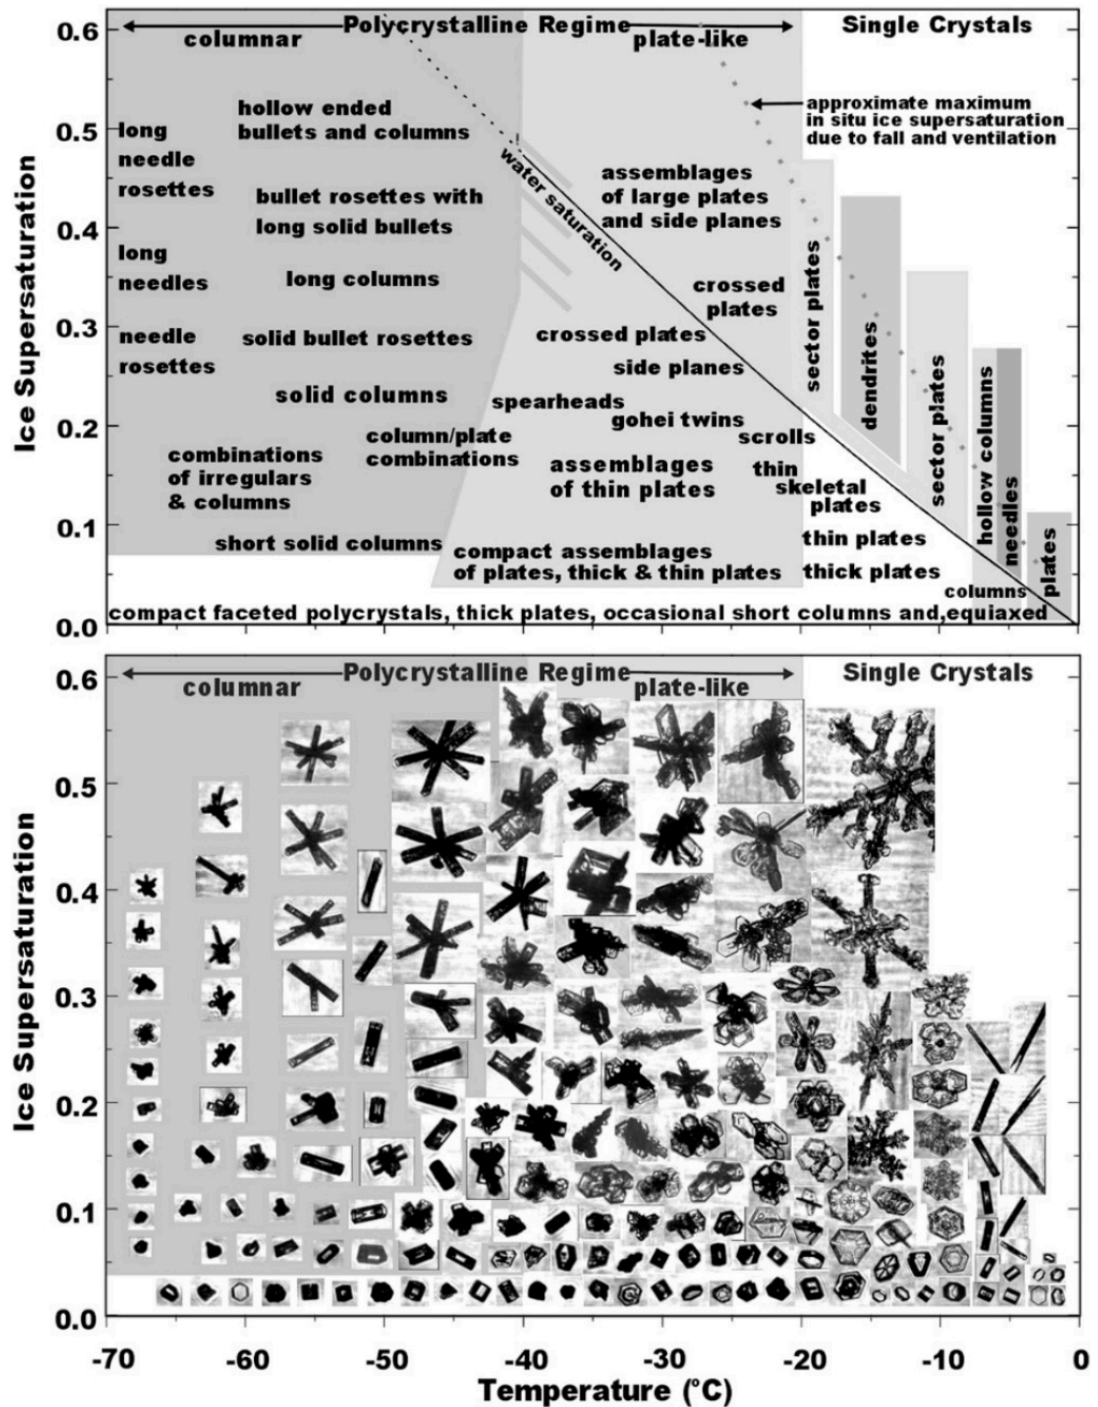 Polycrystalline Regime
Single Crystals
columnar
plate-like
0.6
hollow ended
bullets and columns
approximate maximum
in situ ice supersaturation
due to fall and ventilation
0.5
long
needle
rosettes
water saturation
assemblages
of large plates
and side planes
bullet rosettes with
long solid bullets
0.4
long
needles
long columns
crossed
plates
sector plates
dendrites
sector plates
hollow columns
needles
plates
Ice Supersaturation
0.3
needle
rosettes
solid bullet rosettes
crossed plates
side planes
solid columns
spearheads
gohei twins
0.2
column/plate
combinations
scrolls
combinations
of irregulars
& columns
assemblages
of thin plates
thin
skeletal
plates
0.1
short solid columns
compact assemblages
of plates, thick & thin plates
thin plates
thick plates
columns
compact faceted polycrystals, thick plates, occasional short columns and,equiaxed
0.0
Polycrystalline Regime
Single Crystals
columnar
plate-like
0.6
0.5
0.4
Ice Supersaturation
0.3
0.2
0.1
0.0
-70 -60 -50 -40 -30 -20 -10 0
Temperature (°C)